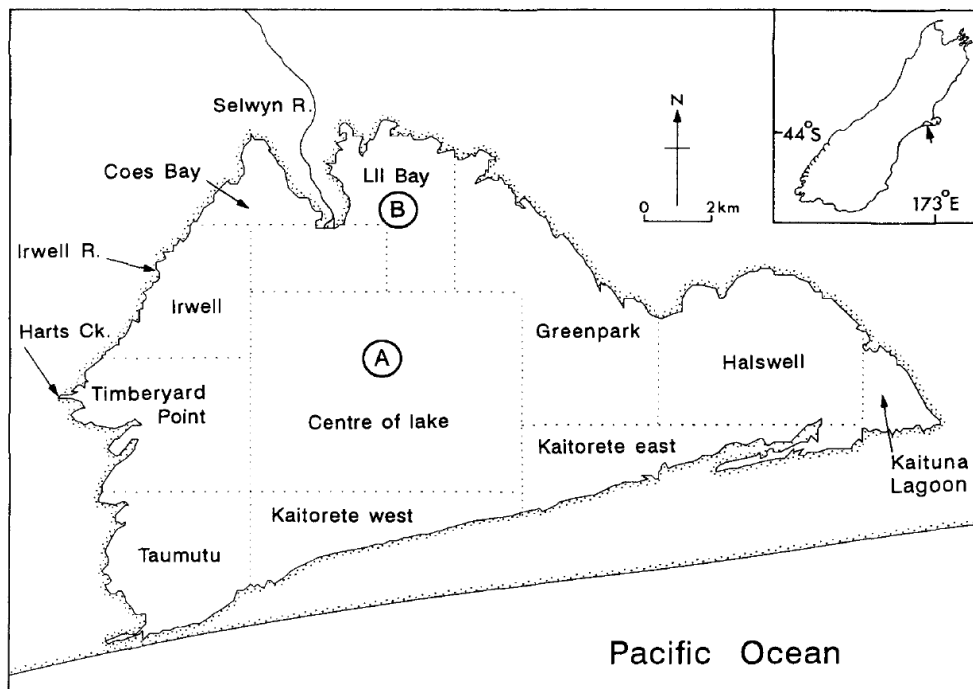 Selwyn R.
Coes Bay
LII Bay
B
N
0 2km
44°S
173°E
Irwell R.
Irwell
Harts Ck.
Timberyard
Point
A
Centre of lake
Greenpark
Halswell
Kaitorete east
Kaituna
Lagoon
Kaitorete west
Taumutu
Pacific Ocean